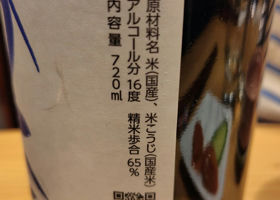 原材料名 米(国産)、米こうじ(国産米)
アルコール分 16度 精米歩合 65%
内容量 720ml